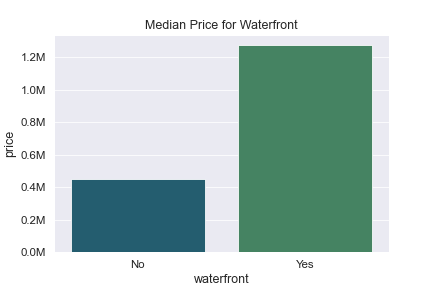 Median Price for Waterfront
1.2M
1.0M
0.8M
0.6M
0.4M
0.2M
0.0M
price
No
Yes
waterfront